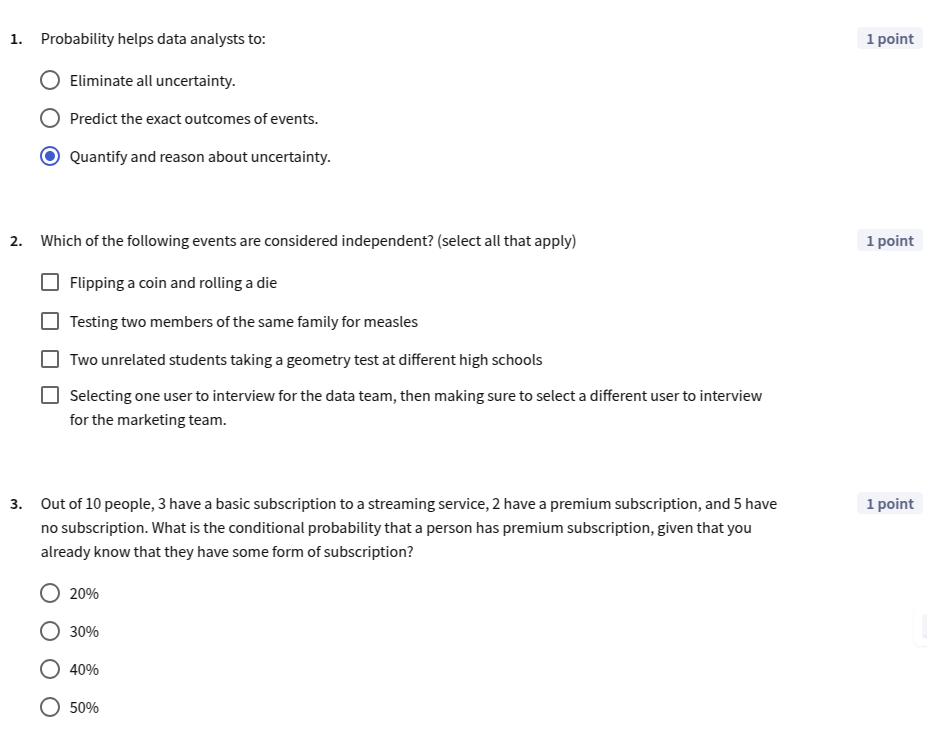 1. Probability helps data analysts to: 1 point
Eliminate all uncertainty.
Predict the exact outcomes of events.
Quantify and reason about uncertainty.
2. Which of the following events are considered independent? (select all that apply) 1 point
Flipping a coin and rolling a die
Testing two members of the same family for measles
Two unrelated students taking a geometry test at different high schools
Selecting one user to interview for the data team, then making sure to select a different user to interview
for the marketing team.
3. Out of 10 people, 3 have a basic subscription to a streaming service, 2 have a premium subscription, and 5 have 1 point
no subscription. What is the conditional probability that a person has premium subscription, given that you
already know that they have some form of subscription?
20%
30%
40%
50%